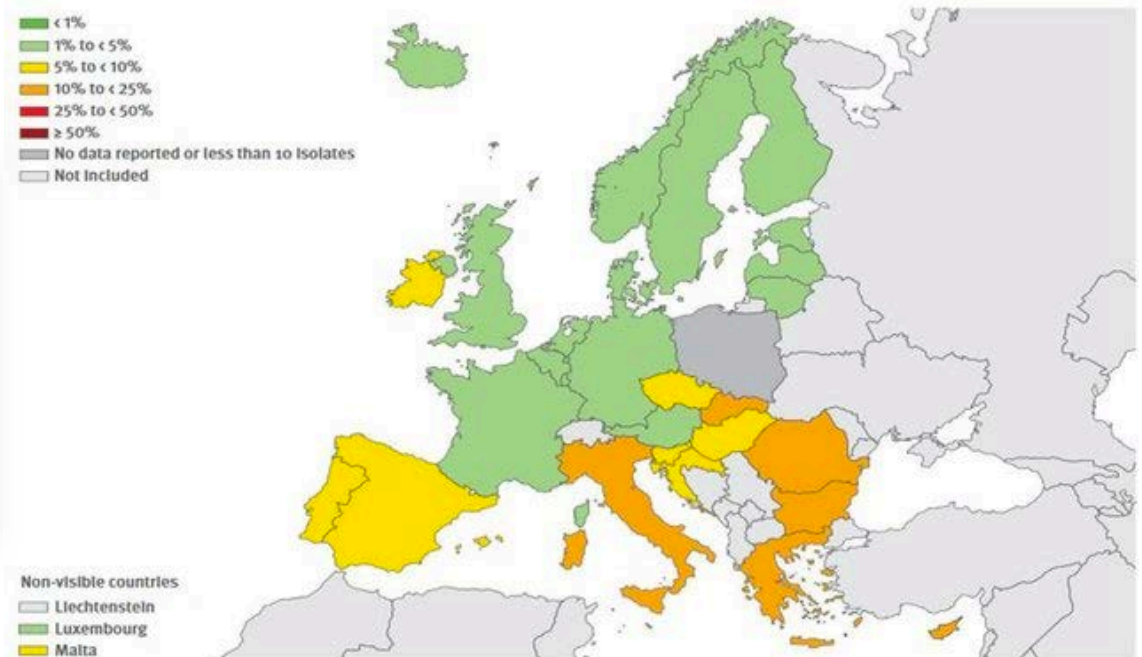 < 1%
1% to < 5%
5% to < 10%
10% to < 25%
25% to < 50%
≥ 50%
No data reported or less than 10 isolates
Not included
Non-visible countries
Liechtenstein
Luxembourg
Malta